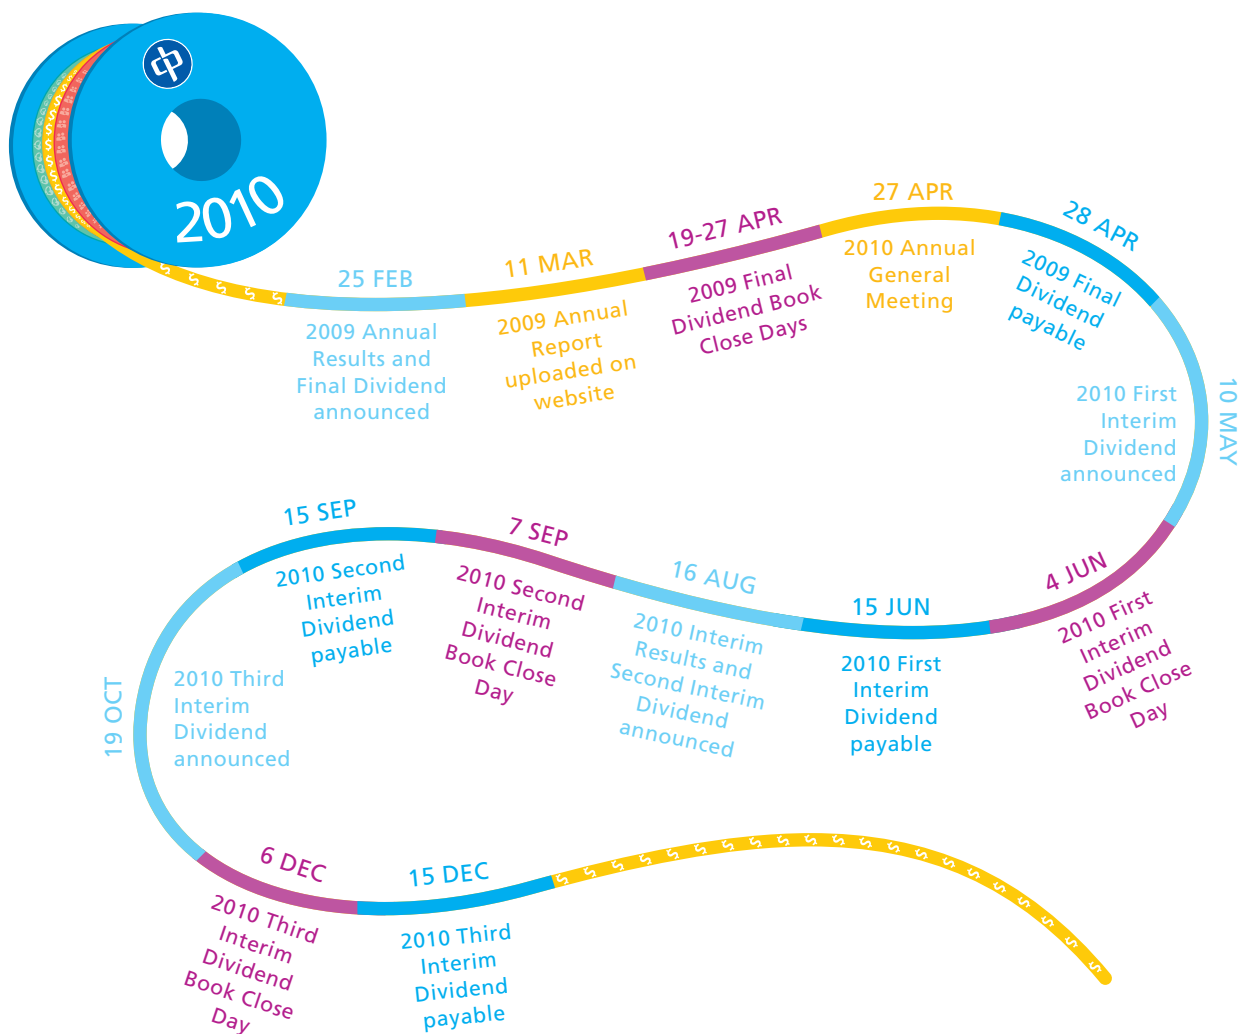 2010
25 FEB
2009 Annual
Results and
Final Dividend
announced
11 MAR
2009 Annual
Report
uploaded on
website
19-27 APR
2009 Final
Dividend Book
Close Days
27 APR
2010 Annual
General
Meeting
28 APR
2009 Final
Dividend
payable
10 MAY
2010 First
Interim
Dividend
announced
4 JUN
2010 First
Interim
Dividend
Book Close
Day
15 JUN
2010 First
Interim
Dividend
payable
16 AUG
2010 Interim
Results and
Second Interim
Dividend
announced
7 SEP
2010 Second
Interim
Dividend
Book Close
Day
15 SEP
2010 Second
Interim
Dividend
payable
19 OCT
2010 Third
Interim
Dividend
announced
6 DEC
2010 Third
Interim
Dividend
Book Close
Day
15 DEC
2010 Third
Interim
Dividend
payable